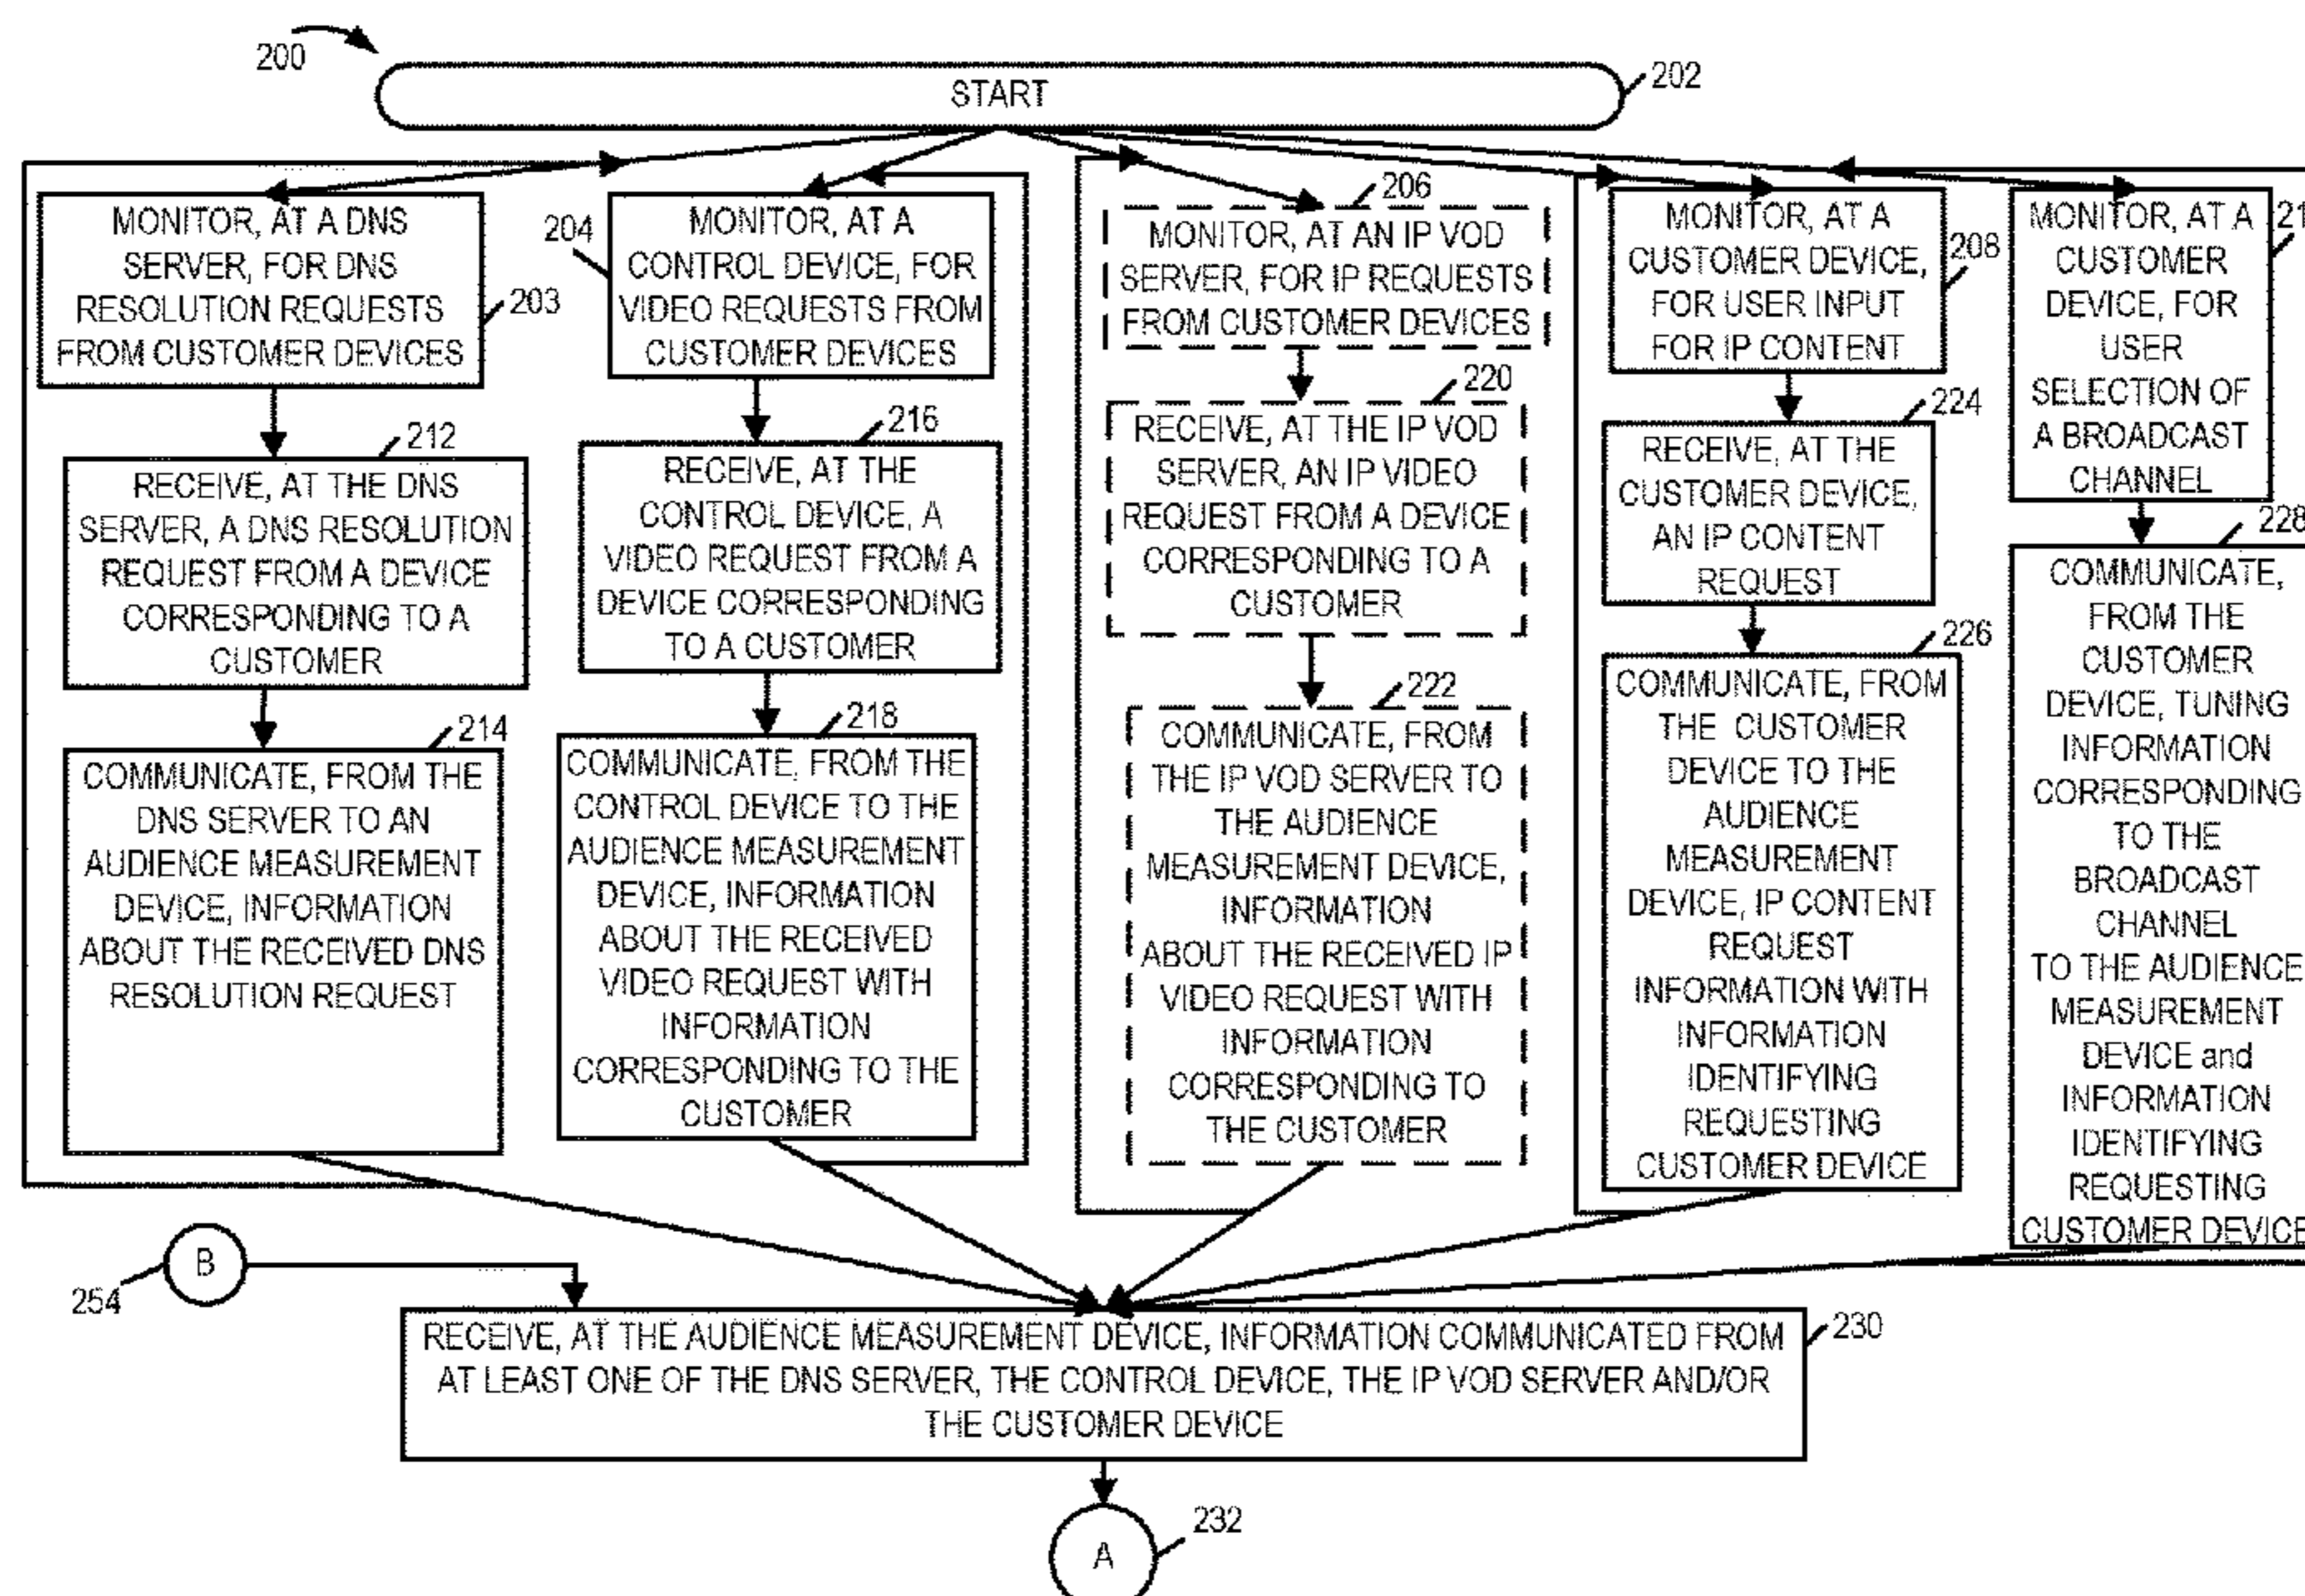 200
START
202
MONITOR, AT A DNS
SERVER, FOR DNS
RESOLUTION REQUESTS
FROM CUSTOMER DEVICES
203
204
MONITOR, AT A
CONTROL DEVICE, FOR
VIDEO REQUESTS FROM
CUSTOMER DEVICES
206
MONITOR, AT AN IP VOD
SERVER, FOR IP REQUESTS
FROM CUSTOMER DEVICES
MONITOR, AT A
CUSTOMER DEVICE,
FOR USER INPUT
FOR IP CONTENT
208
MONITOR, AT A
CUSTOMER
DEVICE, FOR
USER
SELECTION OF
A BROADCAST
CHANNEL
212
RECEIVE, AT THE DNS
SERVER, A DNS RESOLUTION
REQUEST FROM A DEVICE
CORRESPONDING TO A
CUSTOMER
216
RECEIVE, AT THE
CONTROL DEVICE, A
VIDEO REQUEST FROM A
DEVICE CORRESPONDING
TO A CUSTOMER
220
RECEIVE, AT THE IP VOD
SERVER, AN IP VIDEO
REQUEST FROM A DEVICE
CORRESPONDING TO A
CUSTOMER
224
RECEIVE, AT THE
CUSTOMER DEVICE,
AN IP CONTENT
REQUEST
228
COMMUNICATE,
FROM THE
CUSTOMER
DEVICE, TUNING
INFORMATION
CORRESPONDING
TO THE
BROADCAST
CHANNEL
TO THE AUDIENCE
MEASUREMENT
DEVICE and
INFORMATION
IDENTIFYING
REQUESTING
CUSTOMER DEVICE
214
COMMUNICATE, FROM THE
DNS SERVER TO AN
AUDIENCE MEASUREMENT
DEVICE, INFORMATION
ABOUT THE RECEIVED DNS
RESOLUTION REQUEST
218
COMMUNICATE, FROM THE
CONTROL DEVICE TO THE
AUDIENCE MEASUREMENT
DEVICE, INFORMATION
ABOUT THE RECEIVED
VIDEO REQUEST WITH
INFORMATION
CORRESPONDING TO THE
CUSTOMER
222
COMMUNICATE, FROM
THE IP VOD SERVER TO
THE AUDIENCE
MEASUREMENT DEVICE,
INFORMATION
ABOUT THE RECEIVED IP
VIDEO REQUEST WITH
INFORMATION
CORRESPONDING TO
THE CUSTOMER
226
COMMUNICATE, FROM
THE CUSTOMER
DEVICE TO THE
AUDIENCE
MEASUREMENT
DEVICE, IP CONTENT
REQUEST
INFORMATION WITH
INFORMATION
IDENTIFYING
REQUESTING
CUSTOMER DEVICE
B
254
RECEIVE, AT THE AUDIENCE MEASUREMENT DEVICE, INFORMATION COMMUNICATED FROM
AT LEAST ONE OF THE DNS SERVER, THE CONTROL DEVICE, THE IP VOD SERVER AND/OR
THE CUSTOMER DEVICE
230
A
232